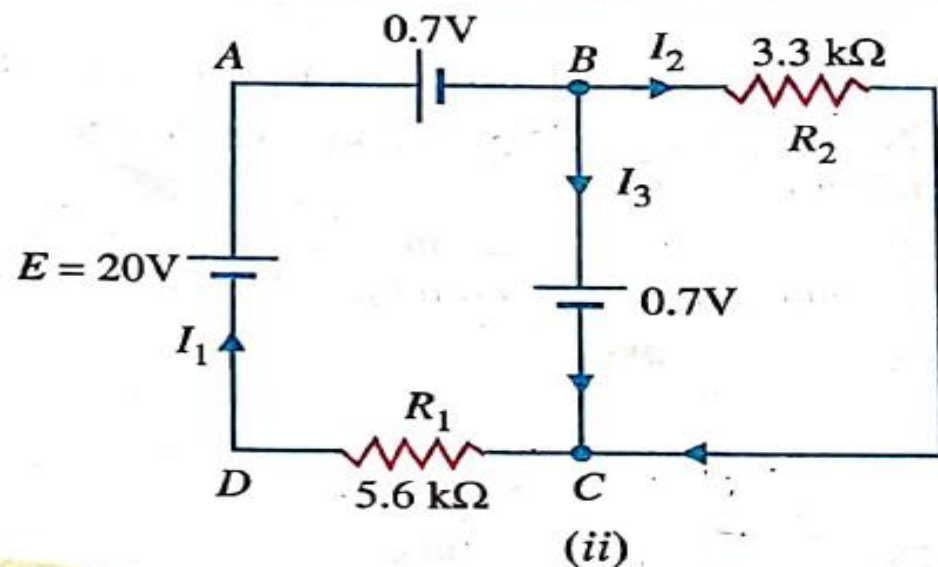 0.7V
A
B
I₂
3.3 kΩ
R₂
I₃
E = 20V
0.7V
I₁
R₁
D
5.6 kΩ
C
(ii)